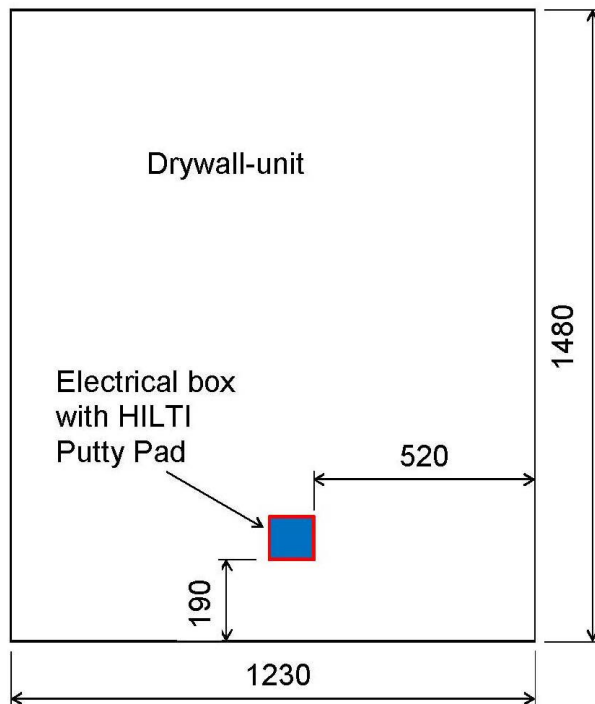 Drywall-unit
1480
Electrical box
with HILTI
Putty Pad
520
190
1230